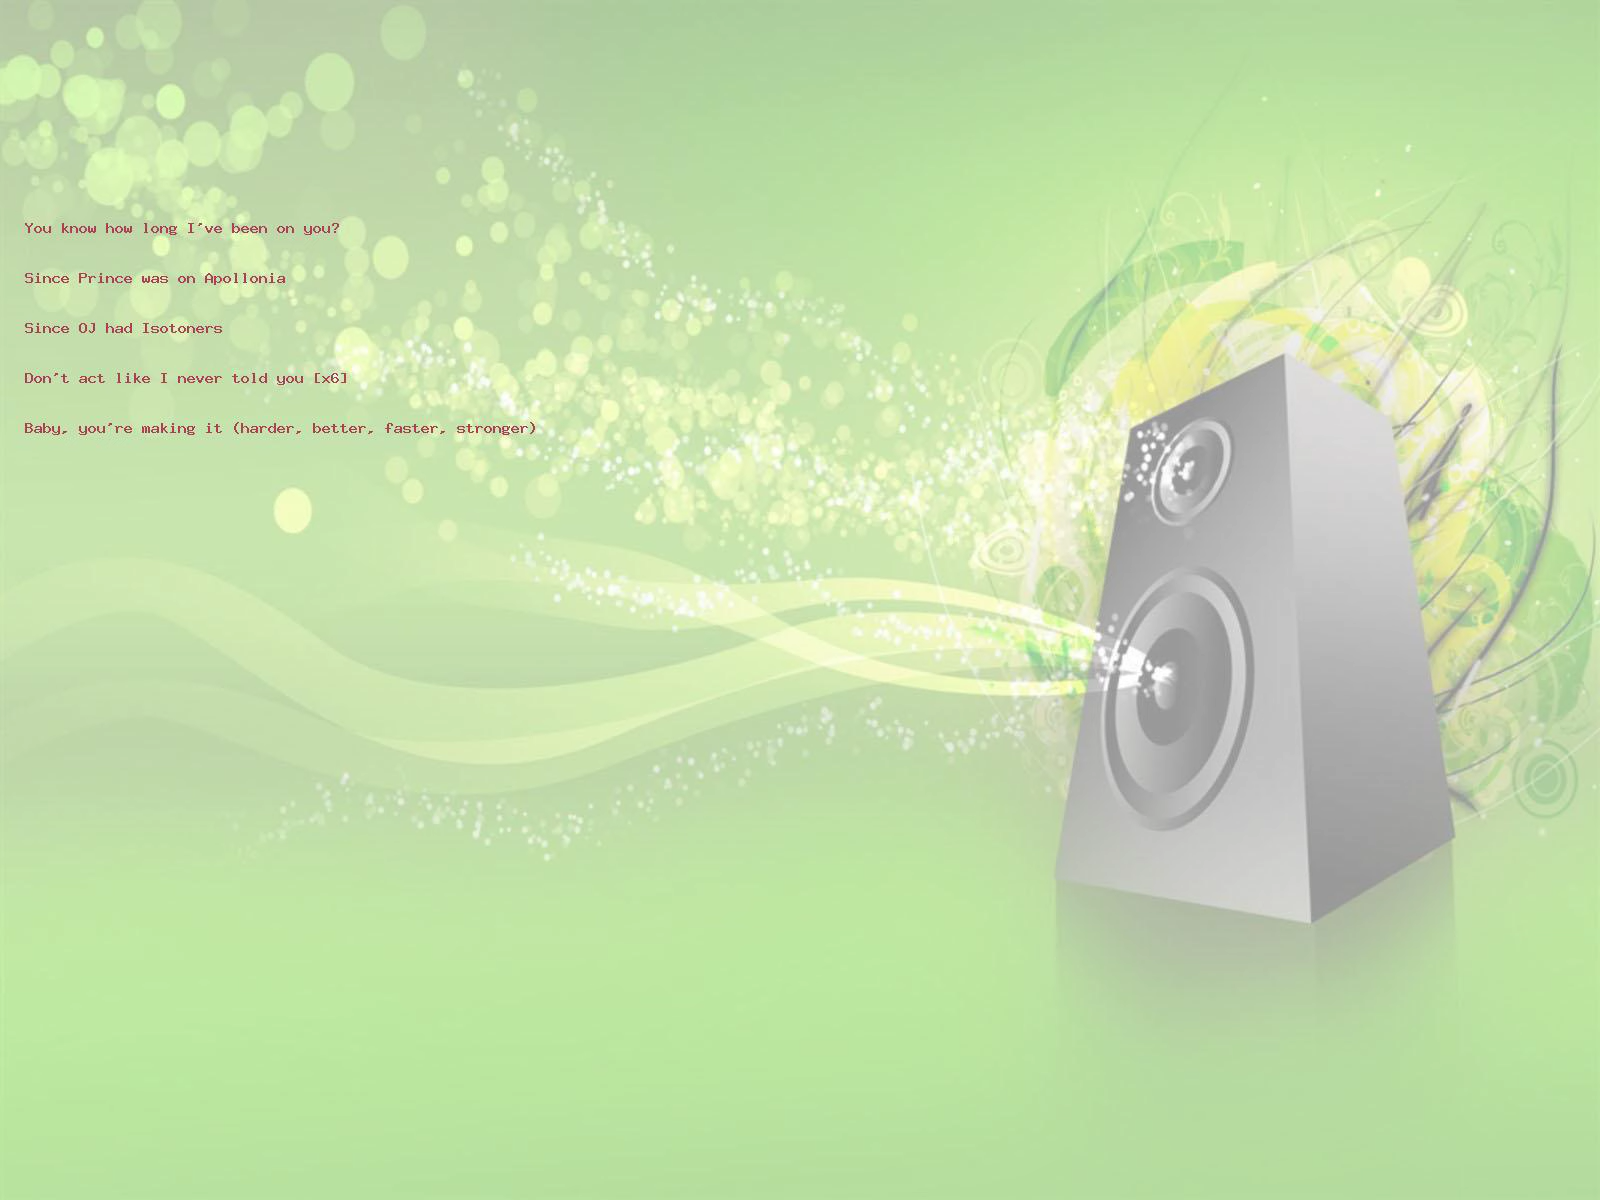 You know how long I've been on you?
Since Prince was on Apollonia
Since OJ had Isotoners
Don't act like I never told you [x6]
Baby, you're making it (harder, better, faster, stronger)